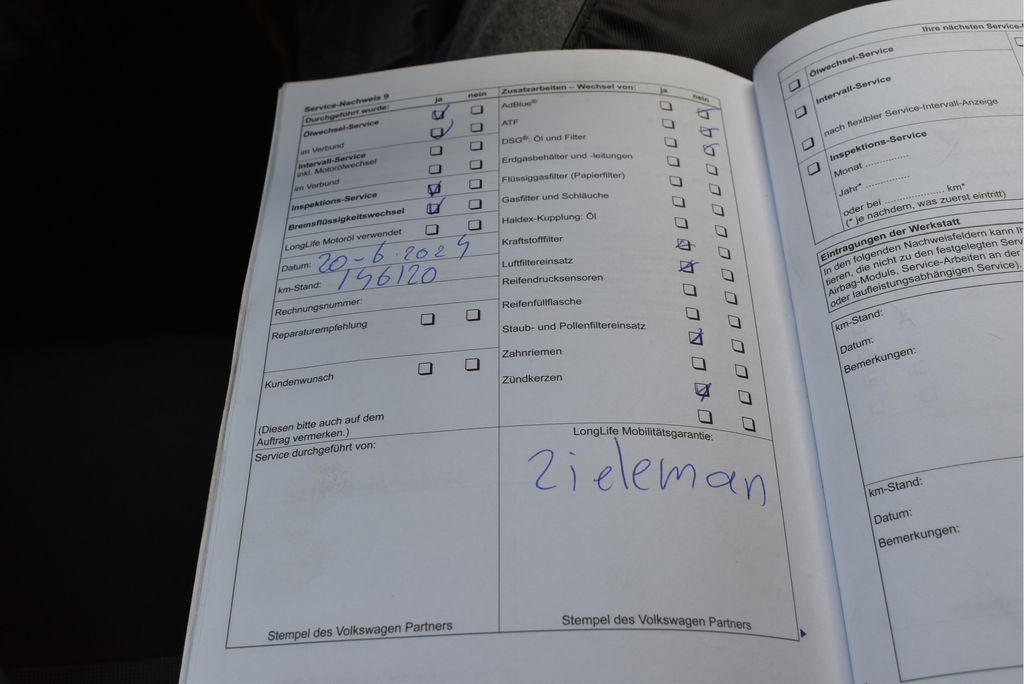 Service-Nachweis 9
Durchgeführt wurde: ja nein
Ölwechsel-Service
im Verbund
Intervall-Service
inkl. Motorölwechsel
im Verbund
Inspektions-Service
Bremsflüssigkeitswechsel
LongLife Motoröl verwendet
Datum: 20-6-2024
km-Stand: 146120
Rechnungsnummer:
Reparaturempfehlung
Kundenwunsch
(Diesen bitte auch auf dem
Auftrag vermerken.)
Service durchgeführt von:
Stempel des Volkswagen Partners
Zusatzarbeiten – Wechsel von: ja nein
AdBlue®
ATF
DSG®: Öl und Filter
Erdgasbehälter und -leitungen
Flüssiggasfilter (Papierfilter)
Gasfilter und Schläuche
Haldex-Kupplung: Öl
Kraftstofffilter
Luftfiltereinsatz
Reifendrucksensoren
Reifenfüllflasche
Staub- und Pollenfiltereinsatz
Zahnriemen
Zündkerzen
LongLife Mobilitätsgarantie:
Zieleman
Stempel des Volkswagen Partners
Ihre nächsten Service-
Ölwechsel-Service
Intervall-Service
nach flexibler Service-Intervall-Anzeige
Inspektions-Service
Monat ..............
Jahr* ..............
oder bei ................... km*
(* je nachdem, was zuerst eintritt)
Eintragungen der Werkstatt
In den folgenden Nachweisfeldern kann
tieren, die nicht zu den festgelegten
Airbag-Moduls, Service-Arbeiten an der
oder laufleistungsabhängigen Service).
km-Stand:
Datum:
Bemerkungen:
km-Stand:
Datum:
Bemerkungen: